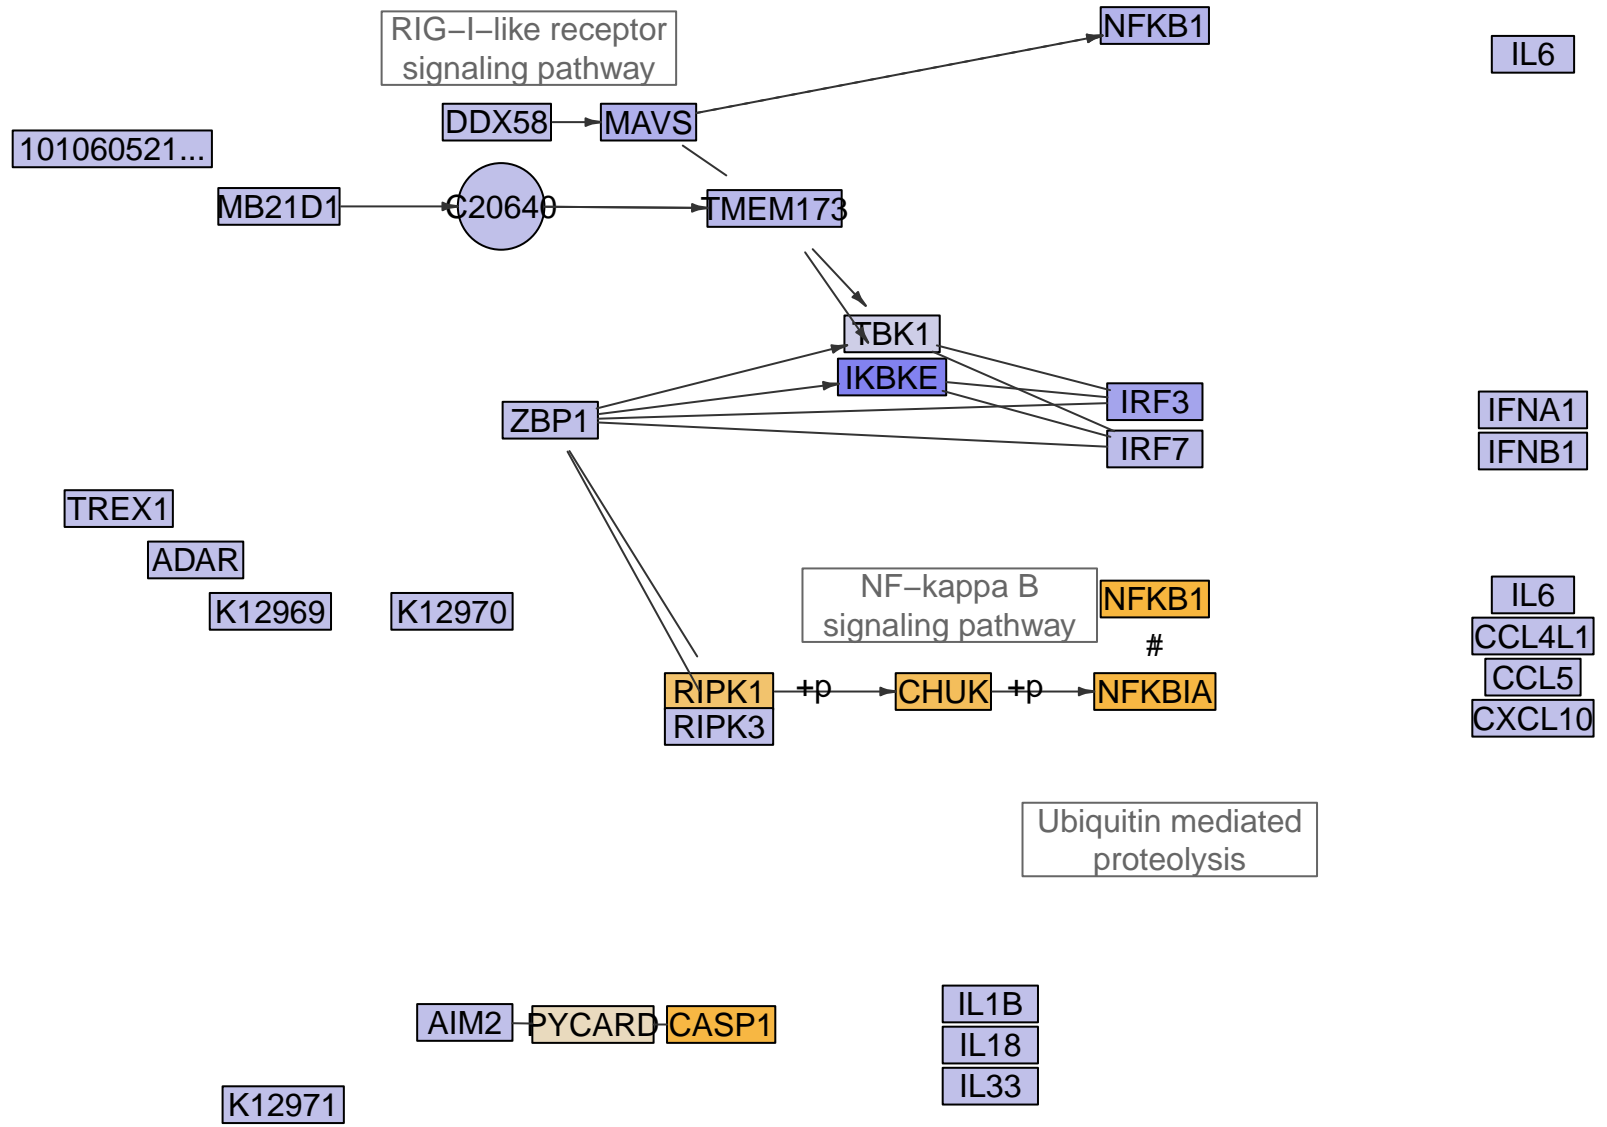 RIG−I−like receptor
signaling pathway
NFKB1
IL6
DDX58
MAVS
101060521...
MB21D1
C20640
TMEM173
TBK1
IKBKE
ZBP1
IRF3
IRF7
IFNA1
IFNB1
TREX1
ADAR
K12969
K12970
NF−kappa B
signaling pathway
NFKB1
#
IL6
CCL4L1
CCL5
CXCL10
RIPK1
+p
CHUK
+p
NFKBIA
RIPK3
Ubiquitin mediated
proteolysis
AIM2
PYCARD
CASP1
IL1B
IL18
IL33
K12971